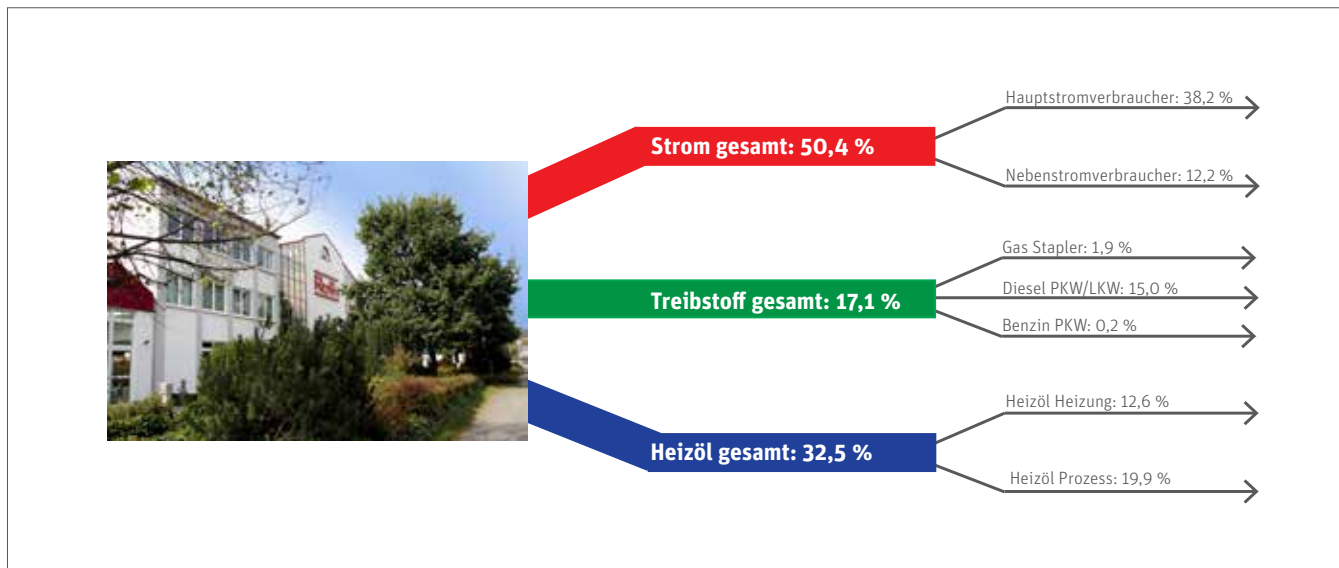 Strom gesamt: 50,4 %
Hauptstromverbraucher: 38,2 %
Nebenstromverbraucher: 12,2 %
Treibstoff gesamt: 17,1 %
Gas Stapler: 1,9 %
Diesel PKW/LKW: 15,0 %
Benzin PKW: 0,2 %
Heizöl gesamt: 32,5 %
Heizöl Heizung: 12,6 %
Heizöl Prozess: 19,9 %